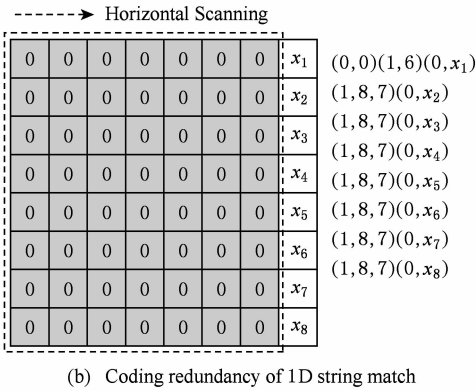 Horizontal Scanning
0 0 0 0 0 0 0 x₁ (0,0)(1,6)(0,x₁)
0 0 0 0 0 0 0 x₂ (1,8,7)(0,x₂)
0 0 0 0 0 0 0 x₃ (1,8,7)(0,x₃)
0 0 0 0 0 0 0 x₄ (1,8,7)(0,x₄)
0 0 0 0 0 0 0 x₅ (1,8,7)(0,x₅)
0 0 0 0 0 0 0 x₆ (1,8,7)(0,x₆)
0 0 0 0 0 0 0 x₇ (1,8,7)(0,x₇)
0 0 0 0 0 0 0 x₈ (1,8,7)(0,x₈)
(b) Coding redundancy of 1D string match